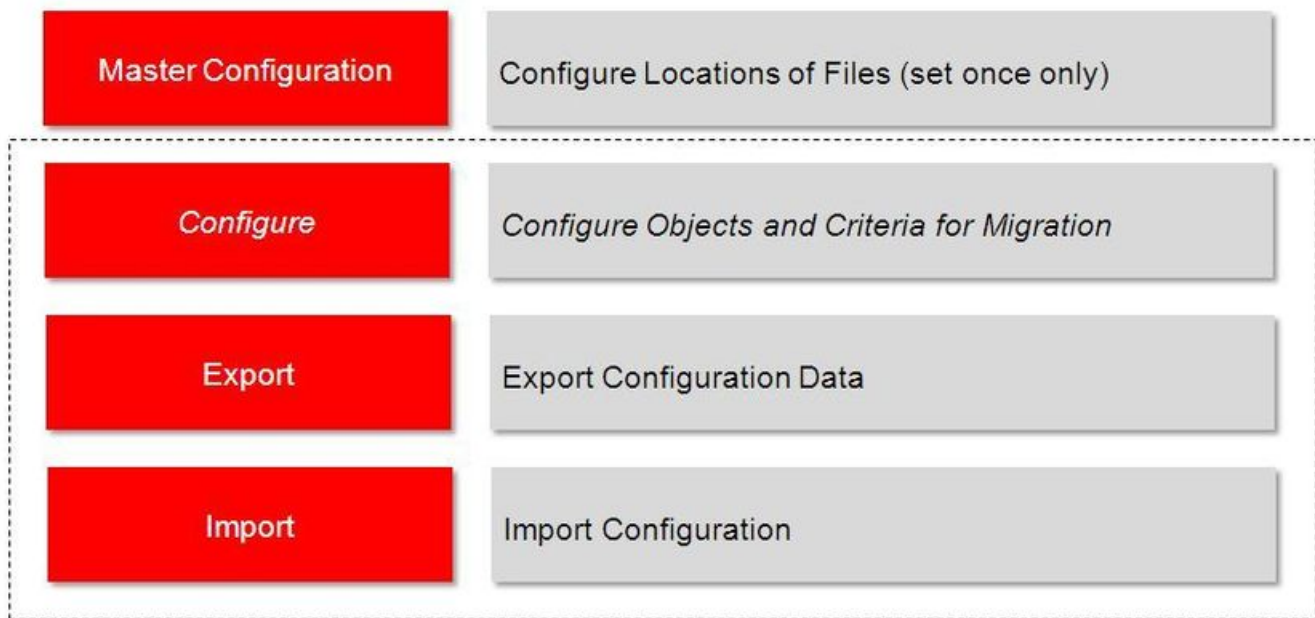 Master Configuration
Configure Locations of Files (set once only)
Configure
Configure Objects and Criteria for Migration
Export
Export Configuration Data
Import
Import Configuration